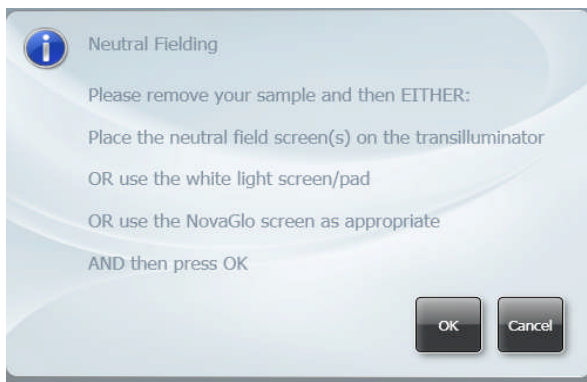 Neutral Fielding
Please remove your sample and then EITHER:
Place the neutral field screen(s) on the transilluminator
OR use the white light screen/pad
OR use the NovaGlo screen as appropriate
AND then press OK
OK
Cancel